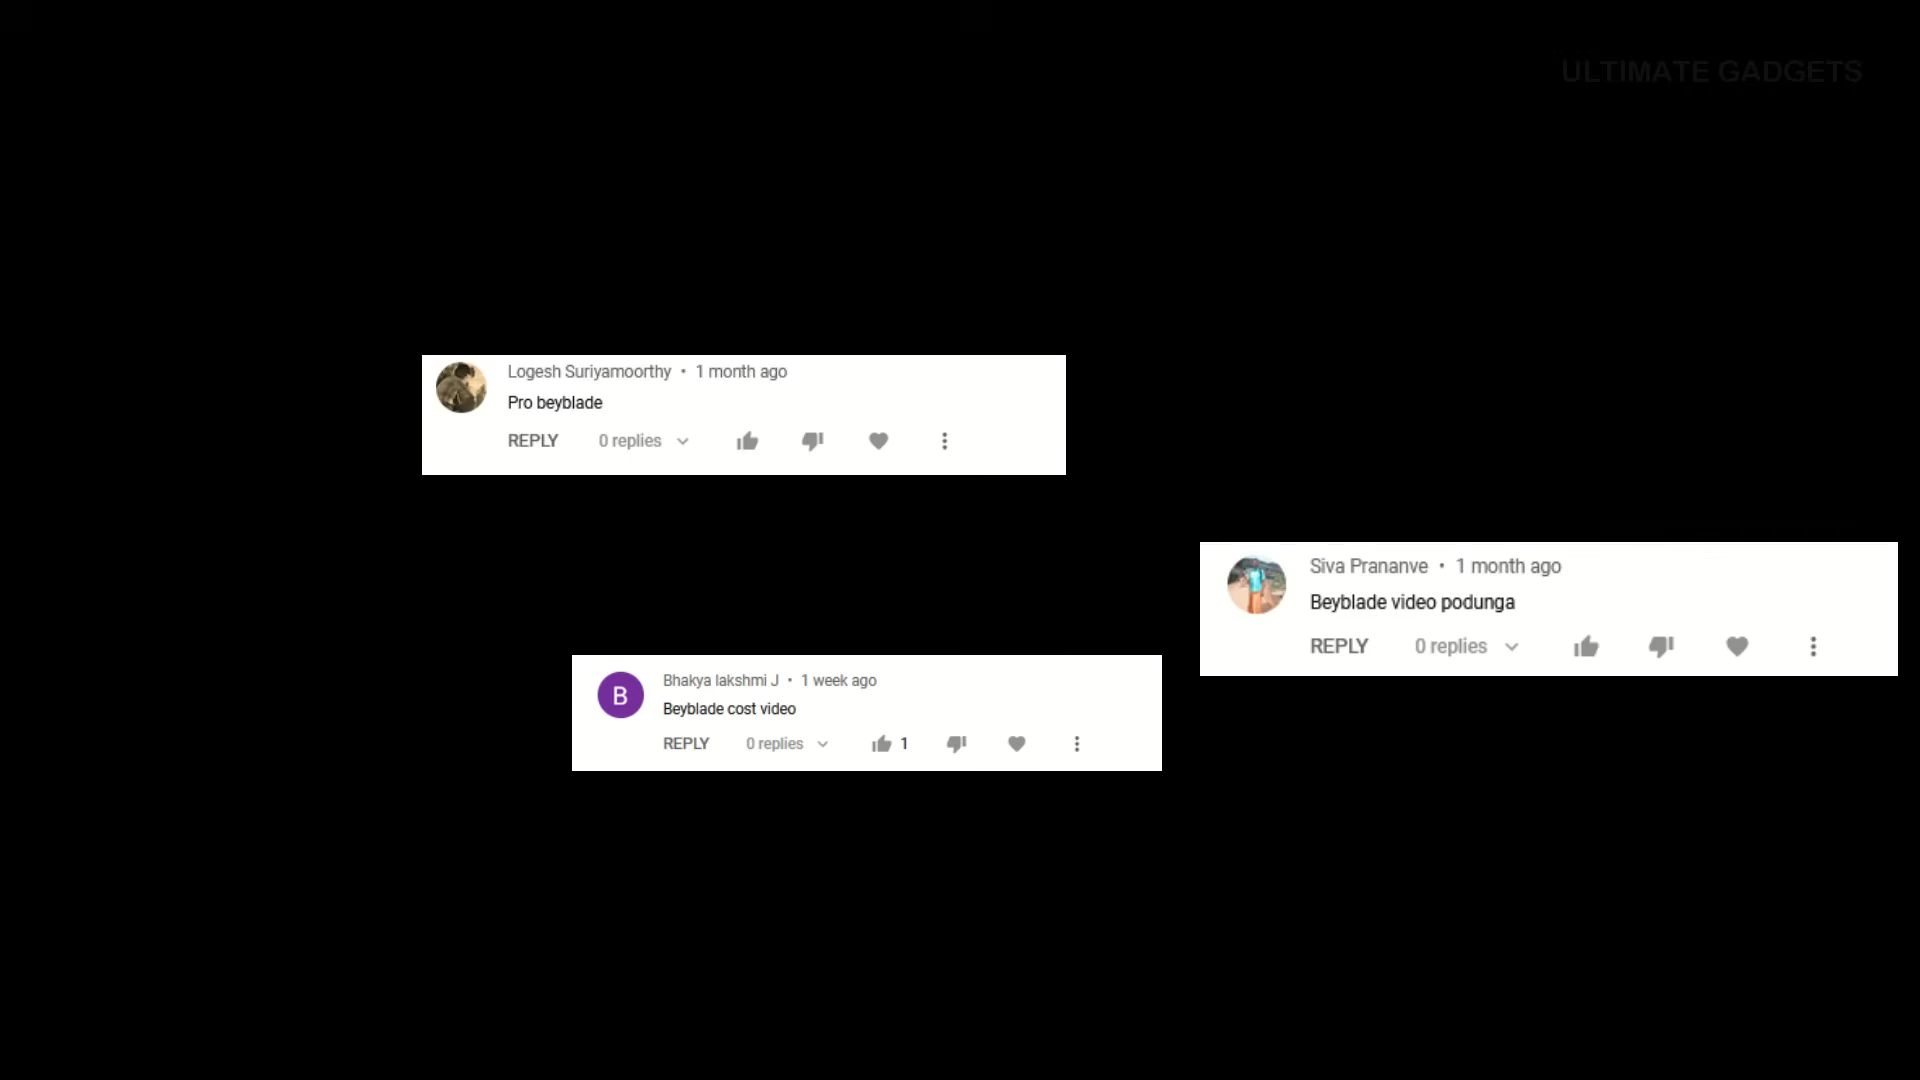 ULTIMATE GADGETS
Logesh Suriyamoorthy • 1 month ago
Pro beyblade
REPLY 0 replies
Siva Prananve • 1 month ago
Beyblade video podunga
REPLY 0 replies
B
Bhakya lakshmi J • 1 week ago
Beyblade cost video
REPLY 0 replies 1